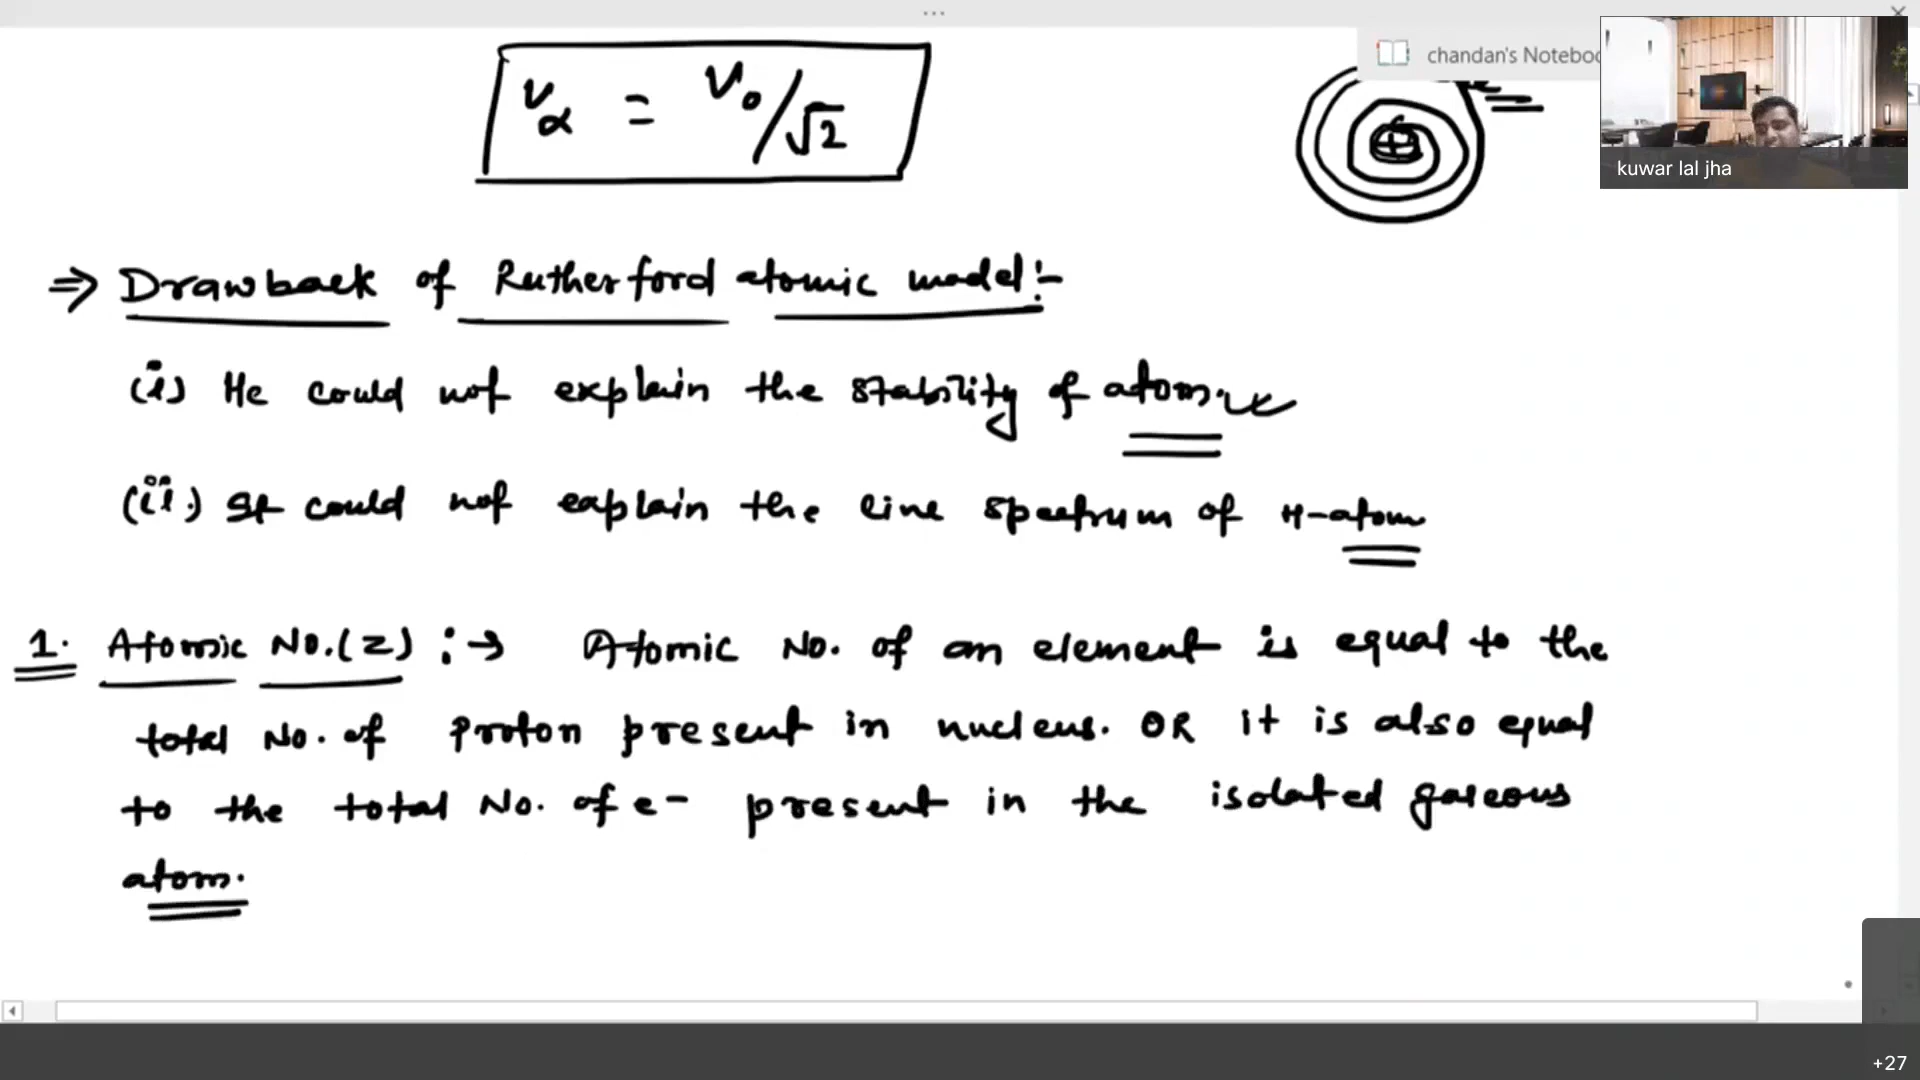 ...
chandan's Notebo
kuwar lal jha
Vα = V₀/√2
⇒ Drawback of Rutherford atomic model:-
(i) He could not explain the stability of atom.
(ii.) It could not explain the line spectrum of H-atom
1. Atomic No.(Z) :→ Atomic No. of an element is equal to the
total No. of proton present in nucleus. OR it is also equal
to the total No. of e- present in the isolated gaseous
atom.
+27